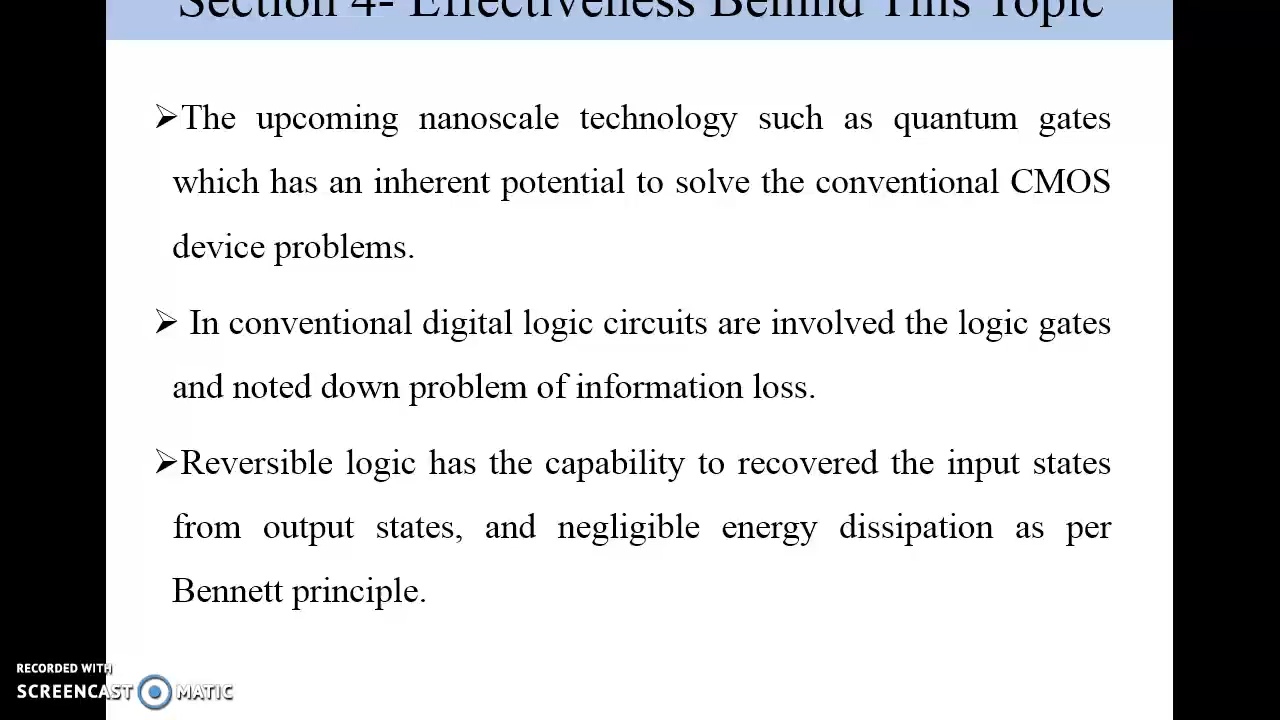 Section 4- Effectiveness Behind This Topic
➢The upcoming nanoscale technology such as quantum gates
which has an inherent potential to solve the conventional CMOS
device problems.
➢ In conventional digital logic circuits are involved the logic gates
and noted down problem of information loss.
➢Reversible logic has the capability to recovered the input states
from output states, and negligible energy dissipation as per
Bennett principle.
RECORDED WITH
SCREENCAST MATIC